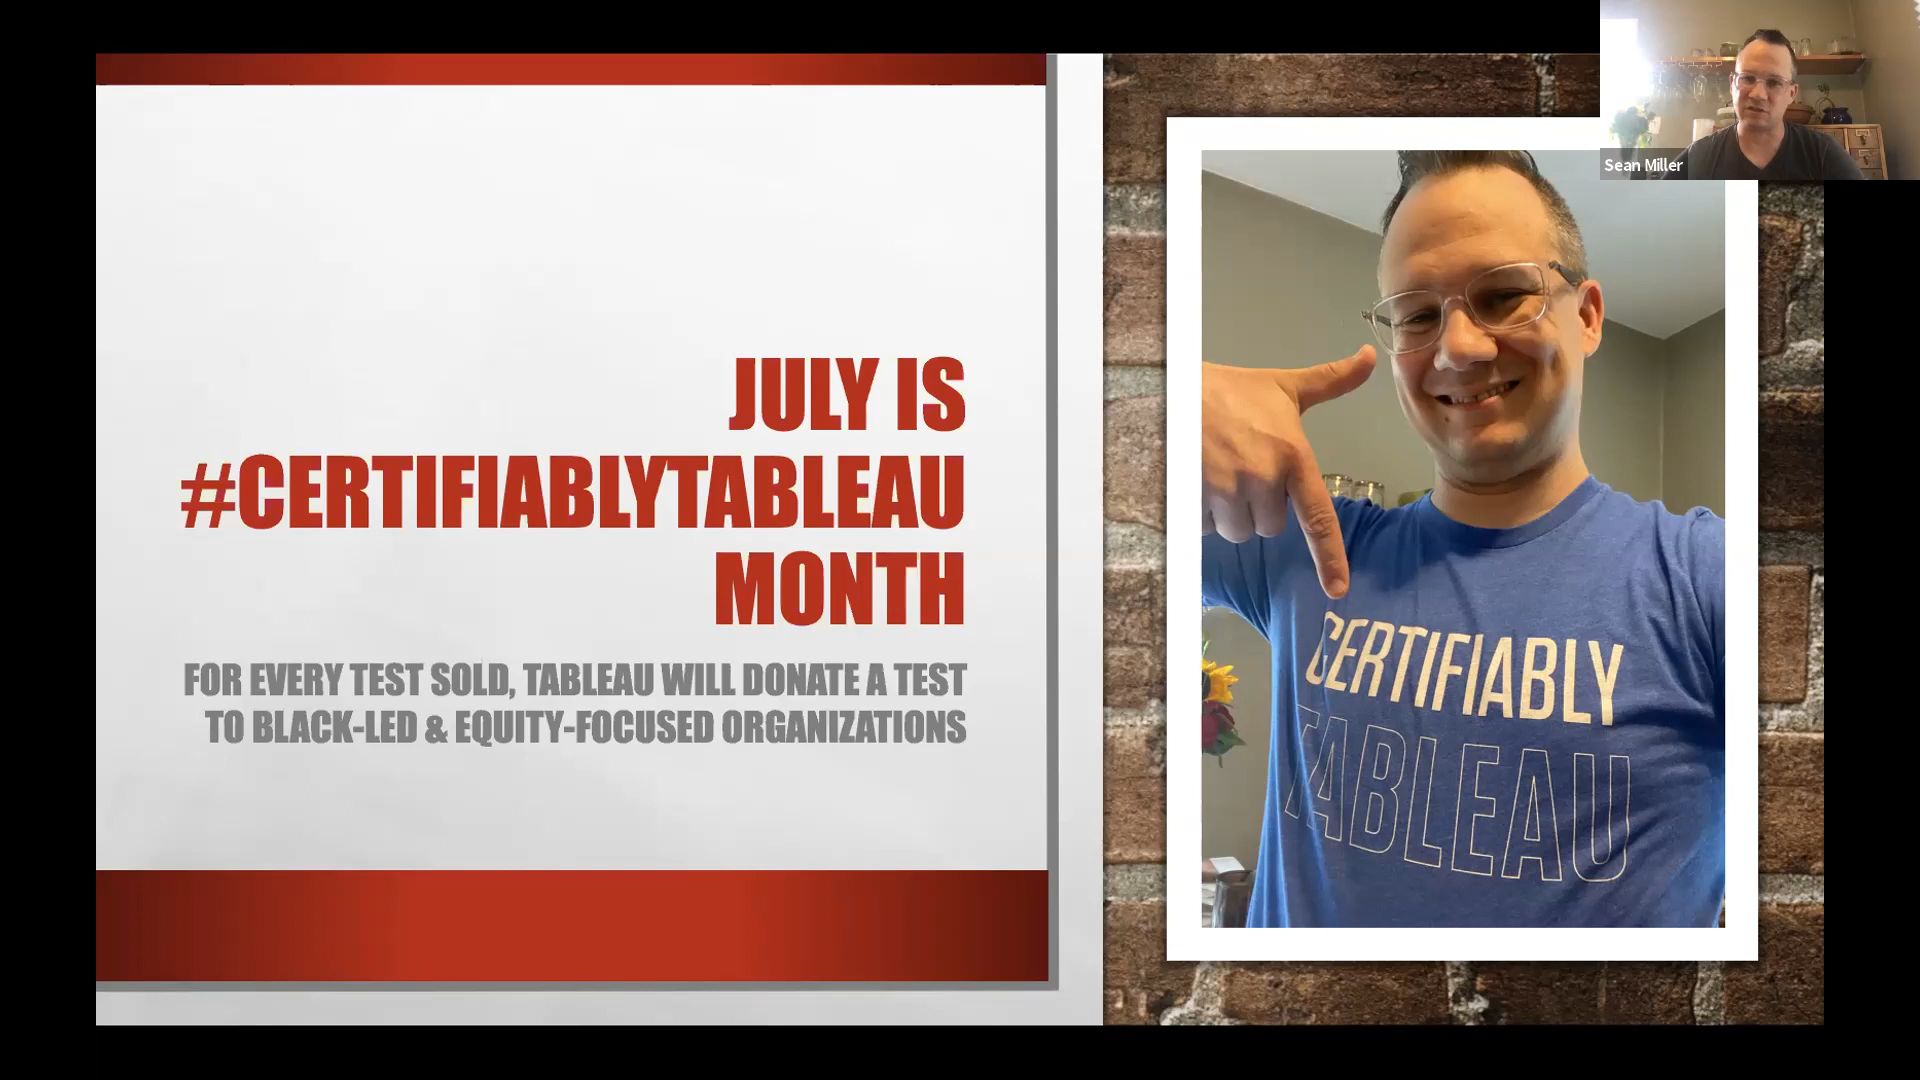 JULY IS
#CERTIFIABLYTABLEAU
MONTH
FOR EVERY TEST SOLD, TABLEAU WILL DONATE A TEST
TO BLACK-LED & EQUITY-FOCUSED ORGANIZATIONS
Sean Miller
CERTIFIABLY
TABLEAU